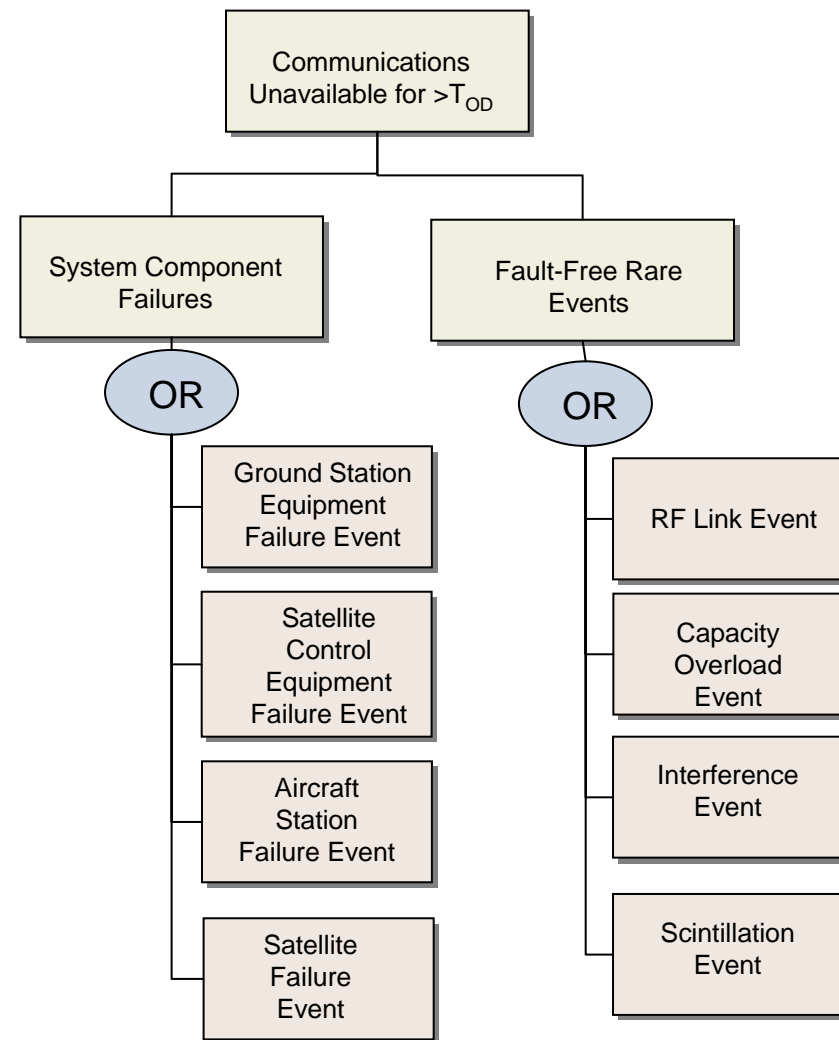 Communications
Unavailable for >T_OD
System Component
Failures
Fault-Free Rare
Events
OR
OR
Ground Station
Equipment
Failure Event
Satellite
Control
Equipment
Failure Event
Aircraft
Station
Failure Event
Satellite
Failure
Event
RF Link Event
Capacity
Overload
Event
Interference
Event
Scintillation
Event